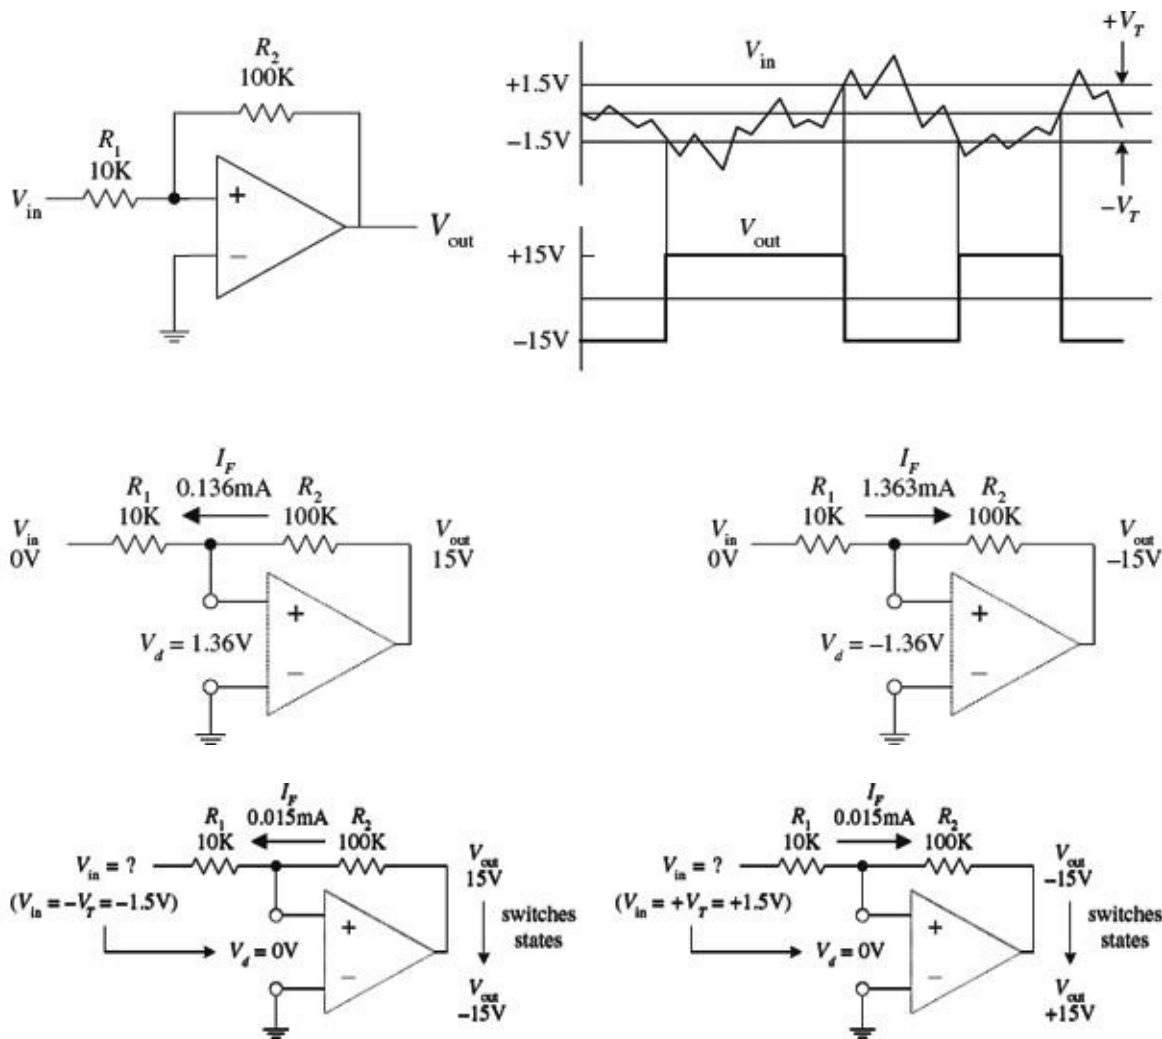 R2
100K
R1
10K
Vin
+
−
Vout
+VT
Vin
+1.5V
−1.5V
−VT
Vout
+15V
−15V
IF
0.136mA
R1
10K
R2
100K
Vin
0V
Vout
15V
+
Vd = 1.36V
−
IF
1.363mA
R1
10K
R2
100K
Vin
0V
Vout
−15V
+
Vd = −1.36V
−
IF
0.015mA
R1
10K
R2
100K
Vin = ?
(Vin = −VT = −1.5V)
Vout
15V
+
switches
states
Vd = 0V
−
Vout
−15V
IF
0.015mA
R1
10K
R2
100K
Vin = ?
(Vin = +VT = +1.5V)
Vout
−15V
+
switches
states
Vd = 0V
−
Vout
+15V